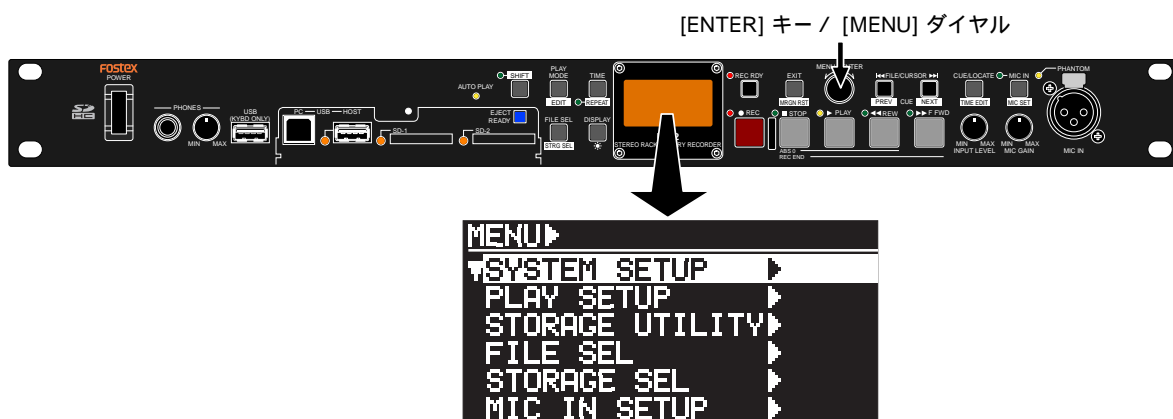 [ENTER] キー / [MENU] ダイヤル
Fostex
POWER
PHONES
MIN MAX
USB
(KYBD ONLY)
PC USB HOST
AUTO PLAY
SD-1
SD-2
EJECT
READY
SHIFT
PLAY
MODE
EDIT
TIME
REPEAT
FILE SEL
STRG SEL
DISPLAY
REC RDY
REC
EXIT
MRGN RST
STOP
ABS 0
REC END
PLAY
REW
F FWD
FILE/CURSOR
PREV CUE NEXT
CUE/LOCATE
TIME EDIT
MIC IN
MIC SET
PHANTOM
MIN MAX
INPUT LEVEL
MIN MAX
MIC GAIN
MIC IN
MENU▶
SYSTEM SETUP
PLAY SETUP
STORAGE UTILITY
FILE SEL
STORAGE SEL
MIC IN SETUP